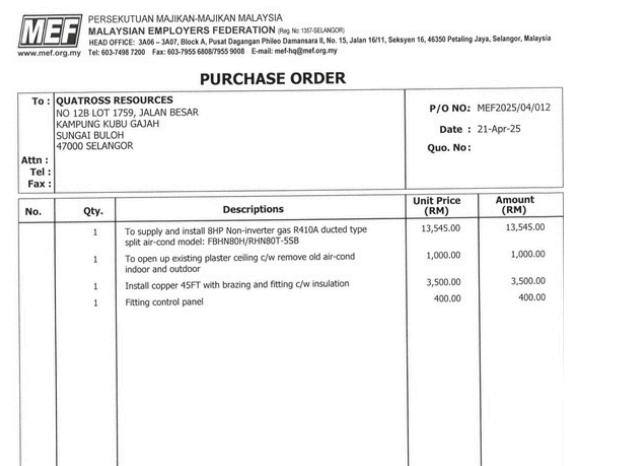 MEF
PERSEKUTUAN MAJIKAN-MAJIKAN MALAYSIA
MALAYSIAN EMPLOYERS FEDERATION (Reg No: 1357-SELANGOR)
HEAD OFFICE: 3A06 – 3A07, Block A, Pusat Dagangan Phileo Damansara II, No. 15, Jalan 16/11, Seksyen 16, 46350 Petaling Jaya, Selangor, Malaysia
www.mef.org.my Tel: 603-7498 7200 Fax: 603-7955 6808/7955 9008 E-mail: mef-hq@mef.org.my
PURCHASE ORDER
To : QUATROSS RESOURCES
NO 12B LOT 1759, JALAN BESAR
KAMPUNG KUBU GAJAH
SUNGAI BULOH
47000 SELANGOR
Attn :
Tel :
Fax :
P/O NO: MEF2025/04/012
Date : 21-Apr-25
Quo. No:
No. Qty. Descriptions Unit Price (RM) Amount (RM)
1 To supply and install 8HP Non-inverter gas R410A ducted type 13,545.00 13,545.00
split air-cond model: FBHN80H/RHN80T-5SB
1 To open up existing plaster ceiling c/w remove old air-cond 1,000.00 1,000.00
indoor and outdoor
1 Install copper 45FT with brazing and fitting c/w insulation 3,500.00 3,500.00
1 Fitting control panel 400.00 400.00